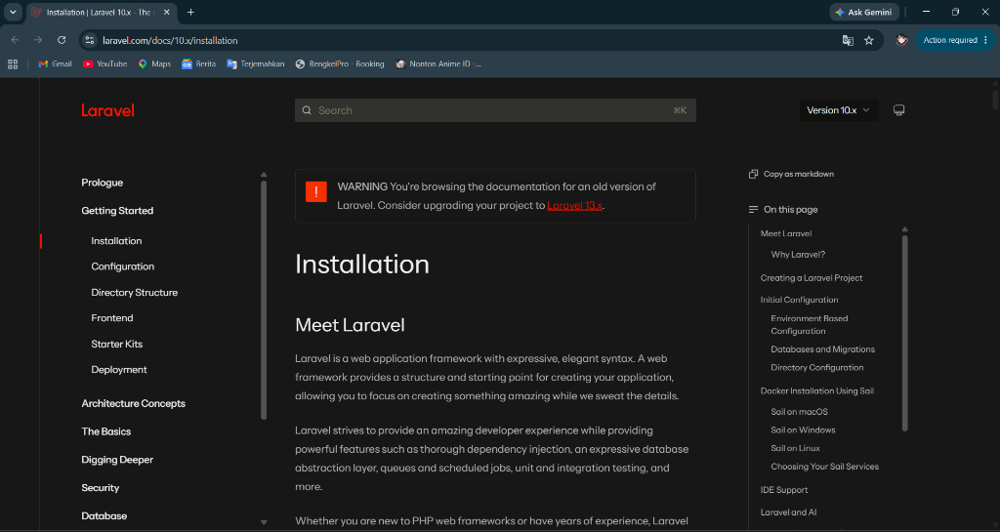 Installation | Laravel 10.x - The
Ask Gemini
laravel.com/docs/10.x/installation
Action required
Gmail
YouTube
Maps
Berita
Terjemahkan
BengkelPro - Booking
Nonton Anime ID -...
Laravel
Search
⌘K
Version 10.x
Prologue
Getting Started
Installation
Configuration
Directory Structure
Frontend
Starter Kits
Deployment
Architecture Concepts
The Basics
Digging Deeper
Security
Database
WARNING You're browsing the documentation for an old version of
Laravel. Consider upgrading your project to Laravel 13.x.
Installation
Meet Laravel
Laravel is a web application framework with expressive, elegant syntax. A web
framework provides a structure and starting point for creating your application,
allowing you to focus on creating something amazing while we sweat the details.
Laravel strives to provide an amazing developer experience while providing
powerful features such as thorough dependency injection, an expressive database
abstraction layer, queues and scheduled jobs, unit and integration testing, and
more.
Whether you are new to PHP web frameworks or have years of experience, Laravel
Copy as markdown
On this page
Meet Laravel
Why Laravel?
Creating a Laravel Project
Initial Configuration
Environment Based
Configuration
Databases and Migrations
Directory Configuration
Docker Installation Using Sail
Sail on macOS
Sail on Windows
Sail on Linux
Choosing Your Sail Services
IDE Support
Laravel and AI